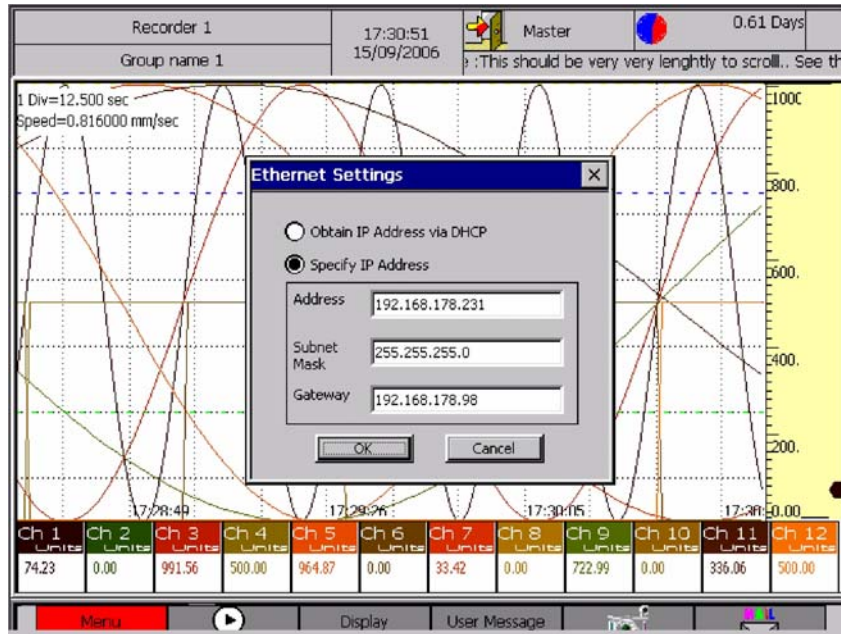 Recorder 1
17:30:51
15/09/2006
Master
0.61 Days
Group name 1
e :This should be very very lenghtly to scrolll.. See th
1 Div=12.500 sec
Speed=0.816000 mm/sec
Ethernet Settings
Obtain IP Address via DHCP
Specify IP Address
Address 192.168.178.231
Subnet Mask 255.255.255.0
Gateway 192.168.178.98
OK Cancel
800.
600.
400.
200.
0.00
17:28:49 17:29:26 17:30:05
Ch 1 Ch 2 Ch 3 Ch 4 Ch 5 Ch 6 Ch 7 Ch 8 Ch 9 Ch 10 Ch 11 Ch 12
Units Units Units Units Units Units Units Units Units Units Units Units
74.23 0.00 991.56 500.00 964.87 0.00 33.42 0.00 722.99 0.00 336.06 500.00
Menu Display User Message MAIL